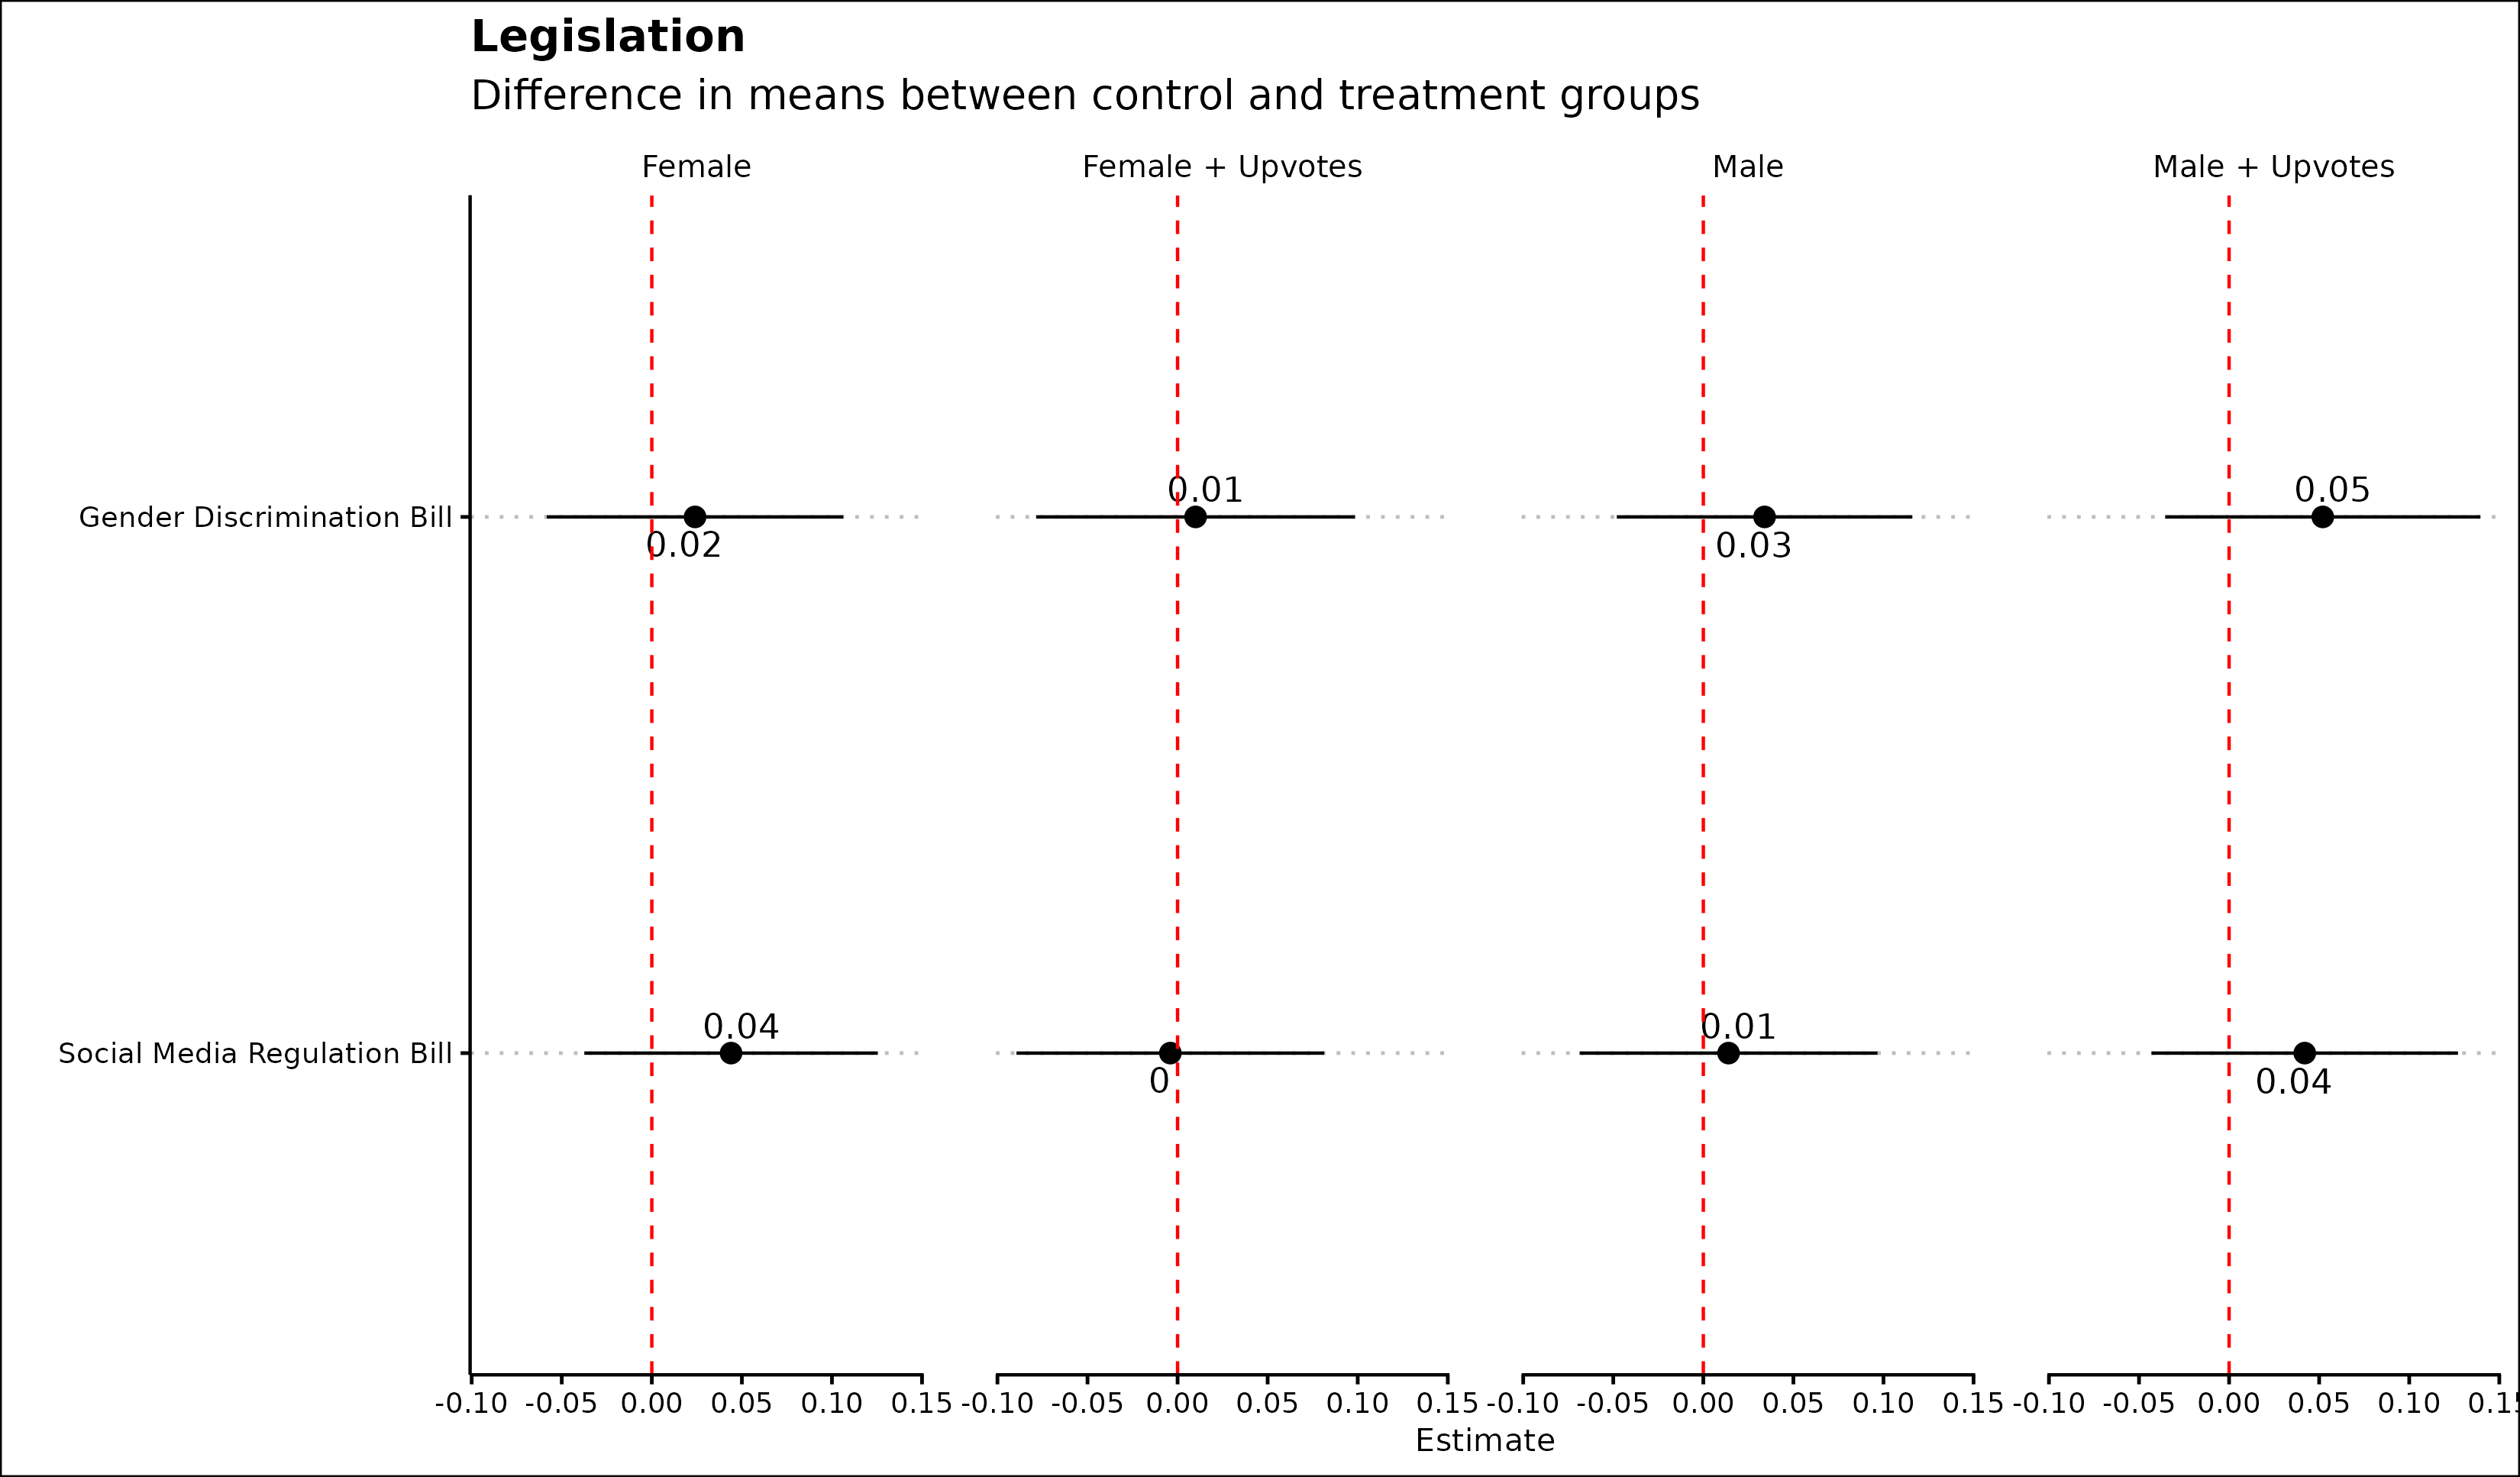 Legislation
Difference in means between control and treatment groups
Female
Female + Upvotes
Male
Male + Upvotes
Gender Discrimination Bill
0.02
0.01
0.03
0.05
Social Media Regulation Bill
0.04
0
0.01
0.04
-0.10 -0.05 0.00 0.05 0.10 0.15
-0.10 -0.05 0.00 0.05 0.10 0.15
-0.10 -0.05 0.00 0.05 0.10 0.15
-0.10 -0.05 0.00 0.05 0.10
Estimate